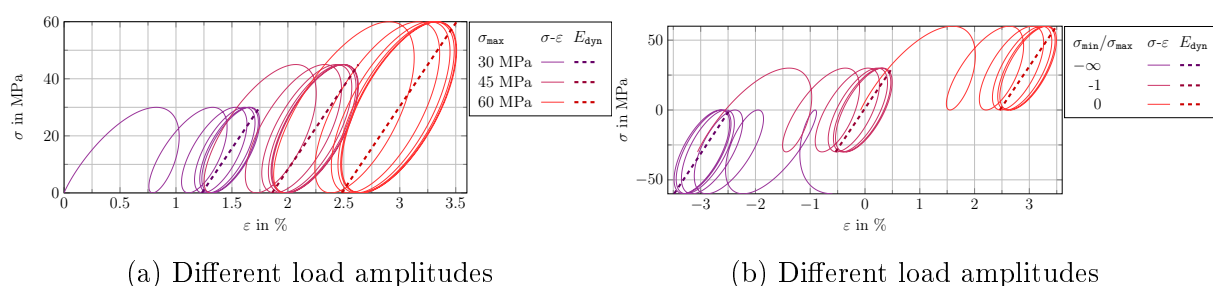 60
40
20
0
σ in MPa
0 0.5 1 1.5 2 2.5 3 3.5
ε in %
σmax σ-ε Edyn
30 MPa
45 MPa
60 MPa
(a) Different load amplitudes
50
0
−50
σ in MPa
−3 −2 −1 0 1 2 3
ε in %
σmin/σmax σ-ε Edyn
−∞
-1
0
(b) Different load amplitudes